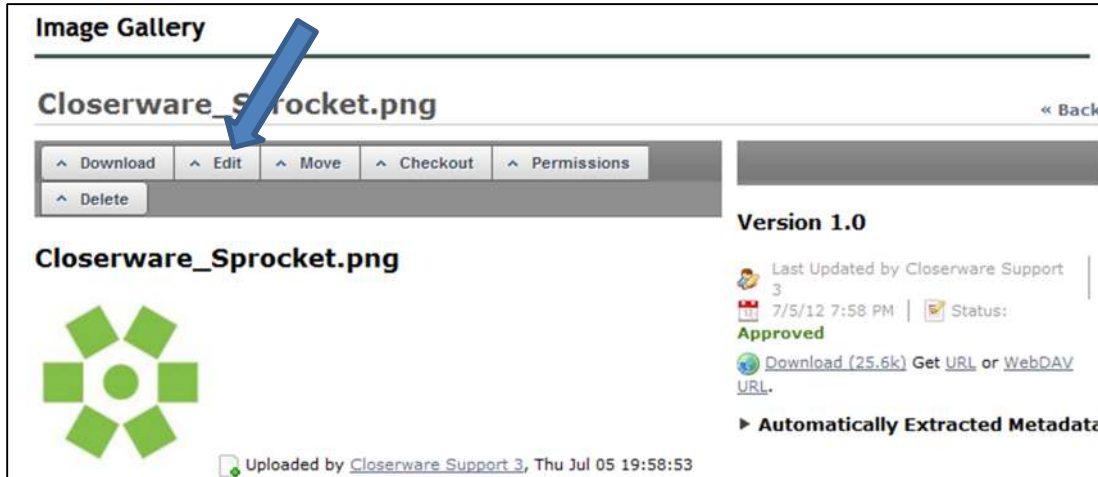 Image Gallery
Closerware_Sprocket.png
« Back
Download Edit Move Checkout Permissions
Delete
Closerware_Sprocket.png
Uploaded by Closerware Support 3, Thu Jul 05 19:58:53
Version 1.0
Last Updated by Closerware Support
3
7/5/12 7:58 PM | Status:
Approved
Download (25.6k) Get URL or WebDAV
URL.
Automatically Extracted Metadata